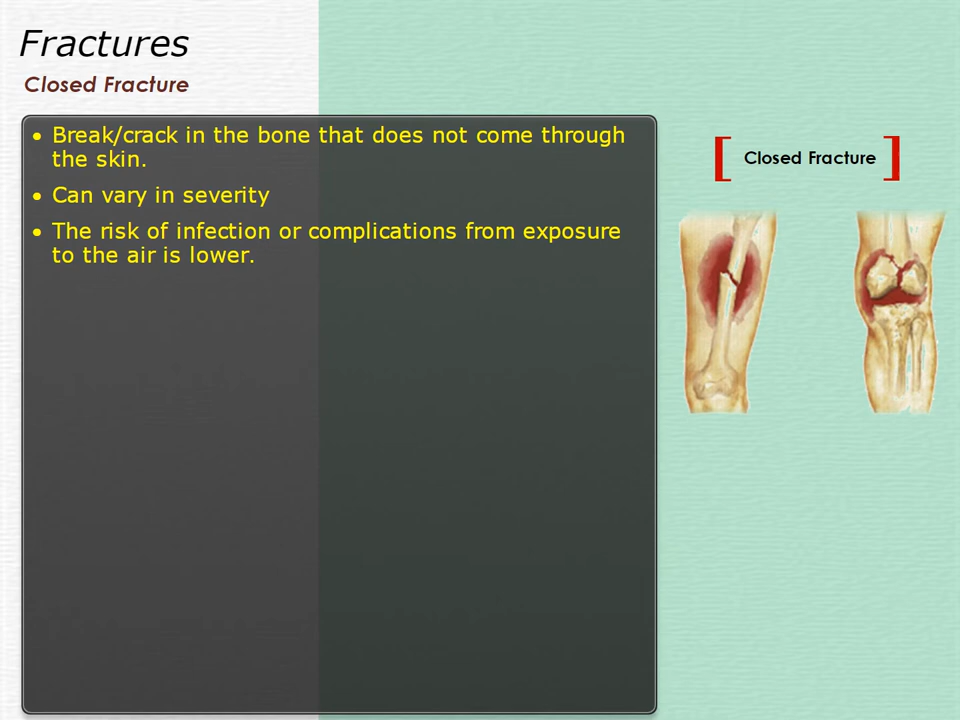 Fractures
Closed Fracture
• Break/crack in the bone that does not come through
the skin.
• Can vary in severity
• The risk of infection or complications from exposure
to the air is lower.
[ Closed Fracture ]